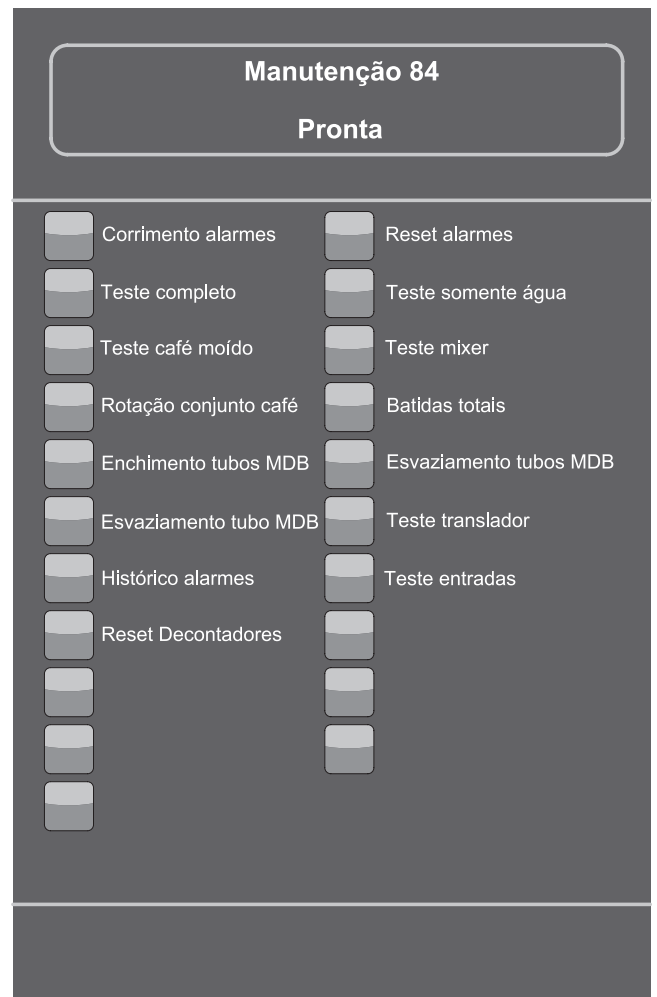 Manutenção 84
Pronta
Corrimento alarmes
Reset alarmes
Teste completo
Teste somente água
Teste café moído
Teste mixer
Rotação conjunto café
Batidas totais
Enchimento tubos MDB
Esvaziamento tubos MDB
Esvaziamento tubo MDB
Teste translador
Histórico alarmes
Teste entradas
Reset Decontadores